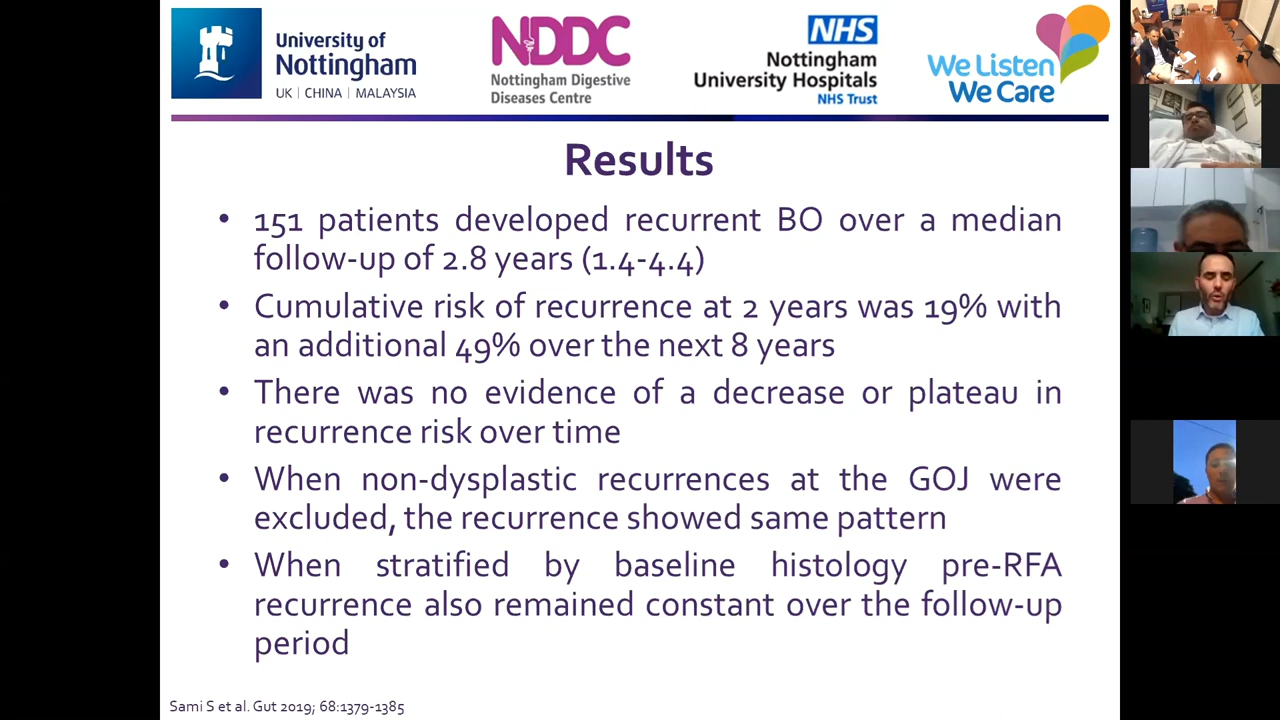 University of
Nottingham
UK | CHINA | MALAYSIA
NDDC
Nottingham Digestive
Diseases Centre
NHS
Nottingham
University Hospitals
NHS Trust
We Listen
We Care
Results
• 151 patients developed recurrent BO over a median
follow-up of 2.8 years (1.4-4.4)
• Cumulative risk of recurrence at 2 years was 19% with
an additional 49% over the next 8 years
• There was no evidence of a decrease or plateau in
recurrence risk over time
• When non-dysplastic recurrences at the GOJ were
excluded, the recurrence showed same pattern
• When stratified by baseline histology pre-RFA
recurrence also remained constant over the follow-up
period
Sami S et al. Gut 2019; 68:1379-1385